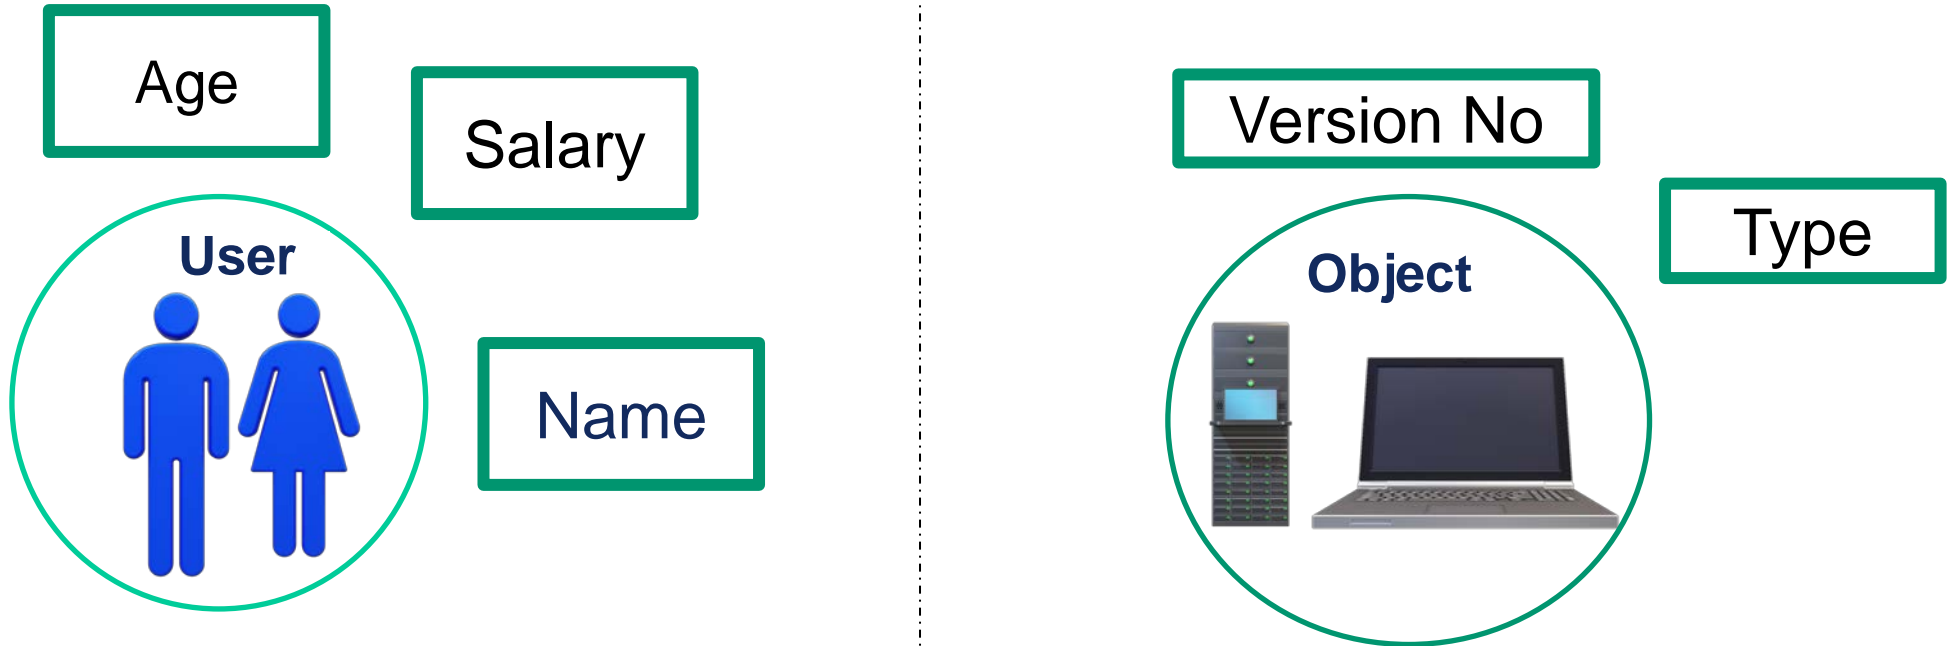 Age
Salary
User
Name
Version No
Type
Object